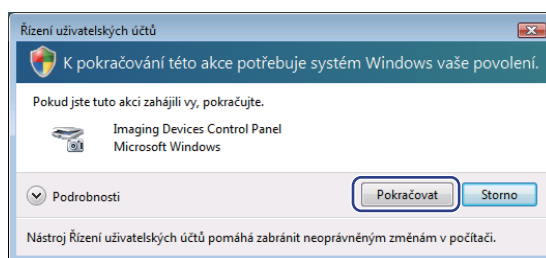 Řízení uživatelských účtů
K pokračování této akce potřebuje systém Windows vaše povolení.
Pokud jste tuto akci zahájili vy, pokračujte.
Imaging Devices Control Panel
Microsoft Windows
Podrobnosti
Pokračovat
Storno
Nástroj Řízení uživatelských účtů pomáhá zabránit neoprávněným změnám v počítači.